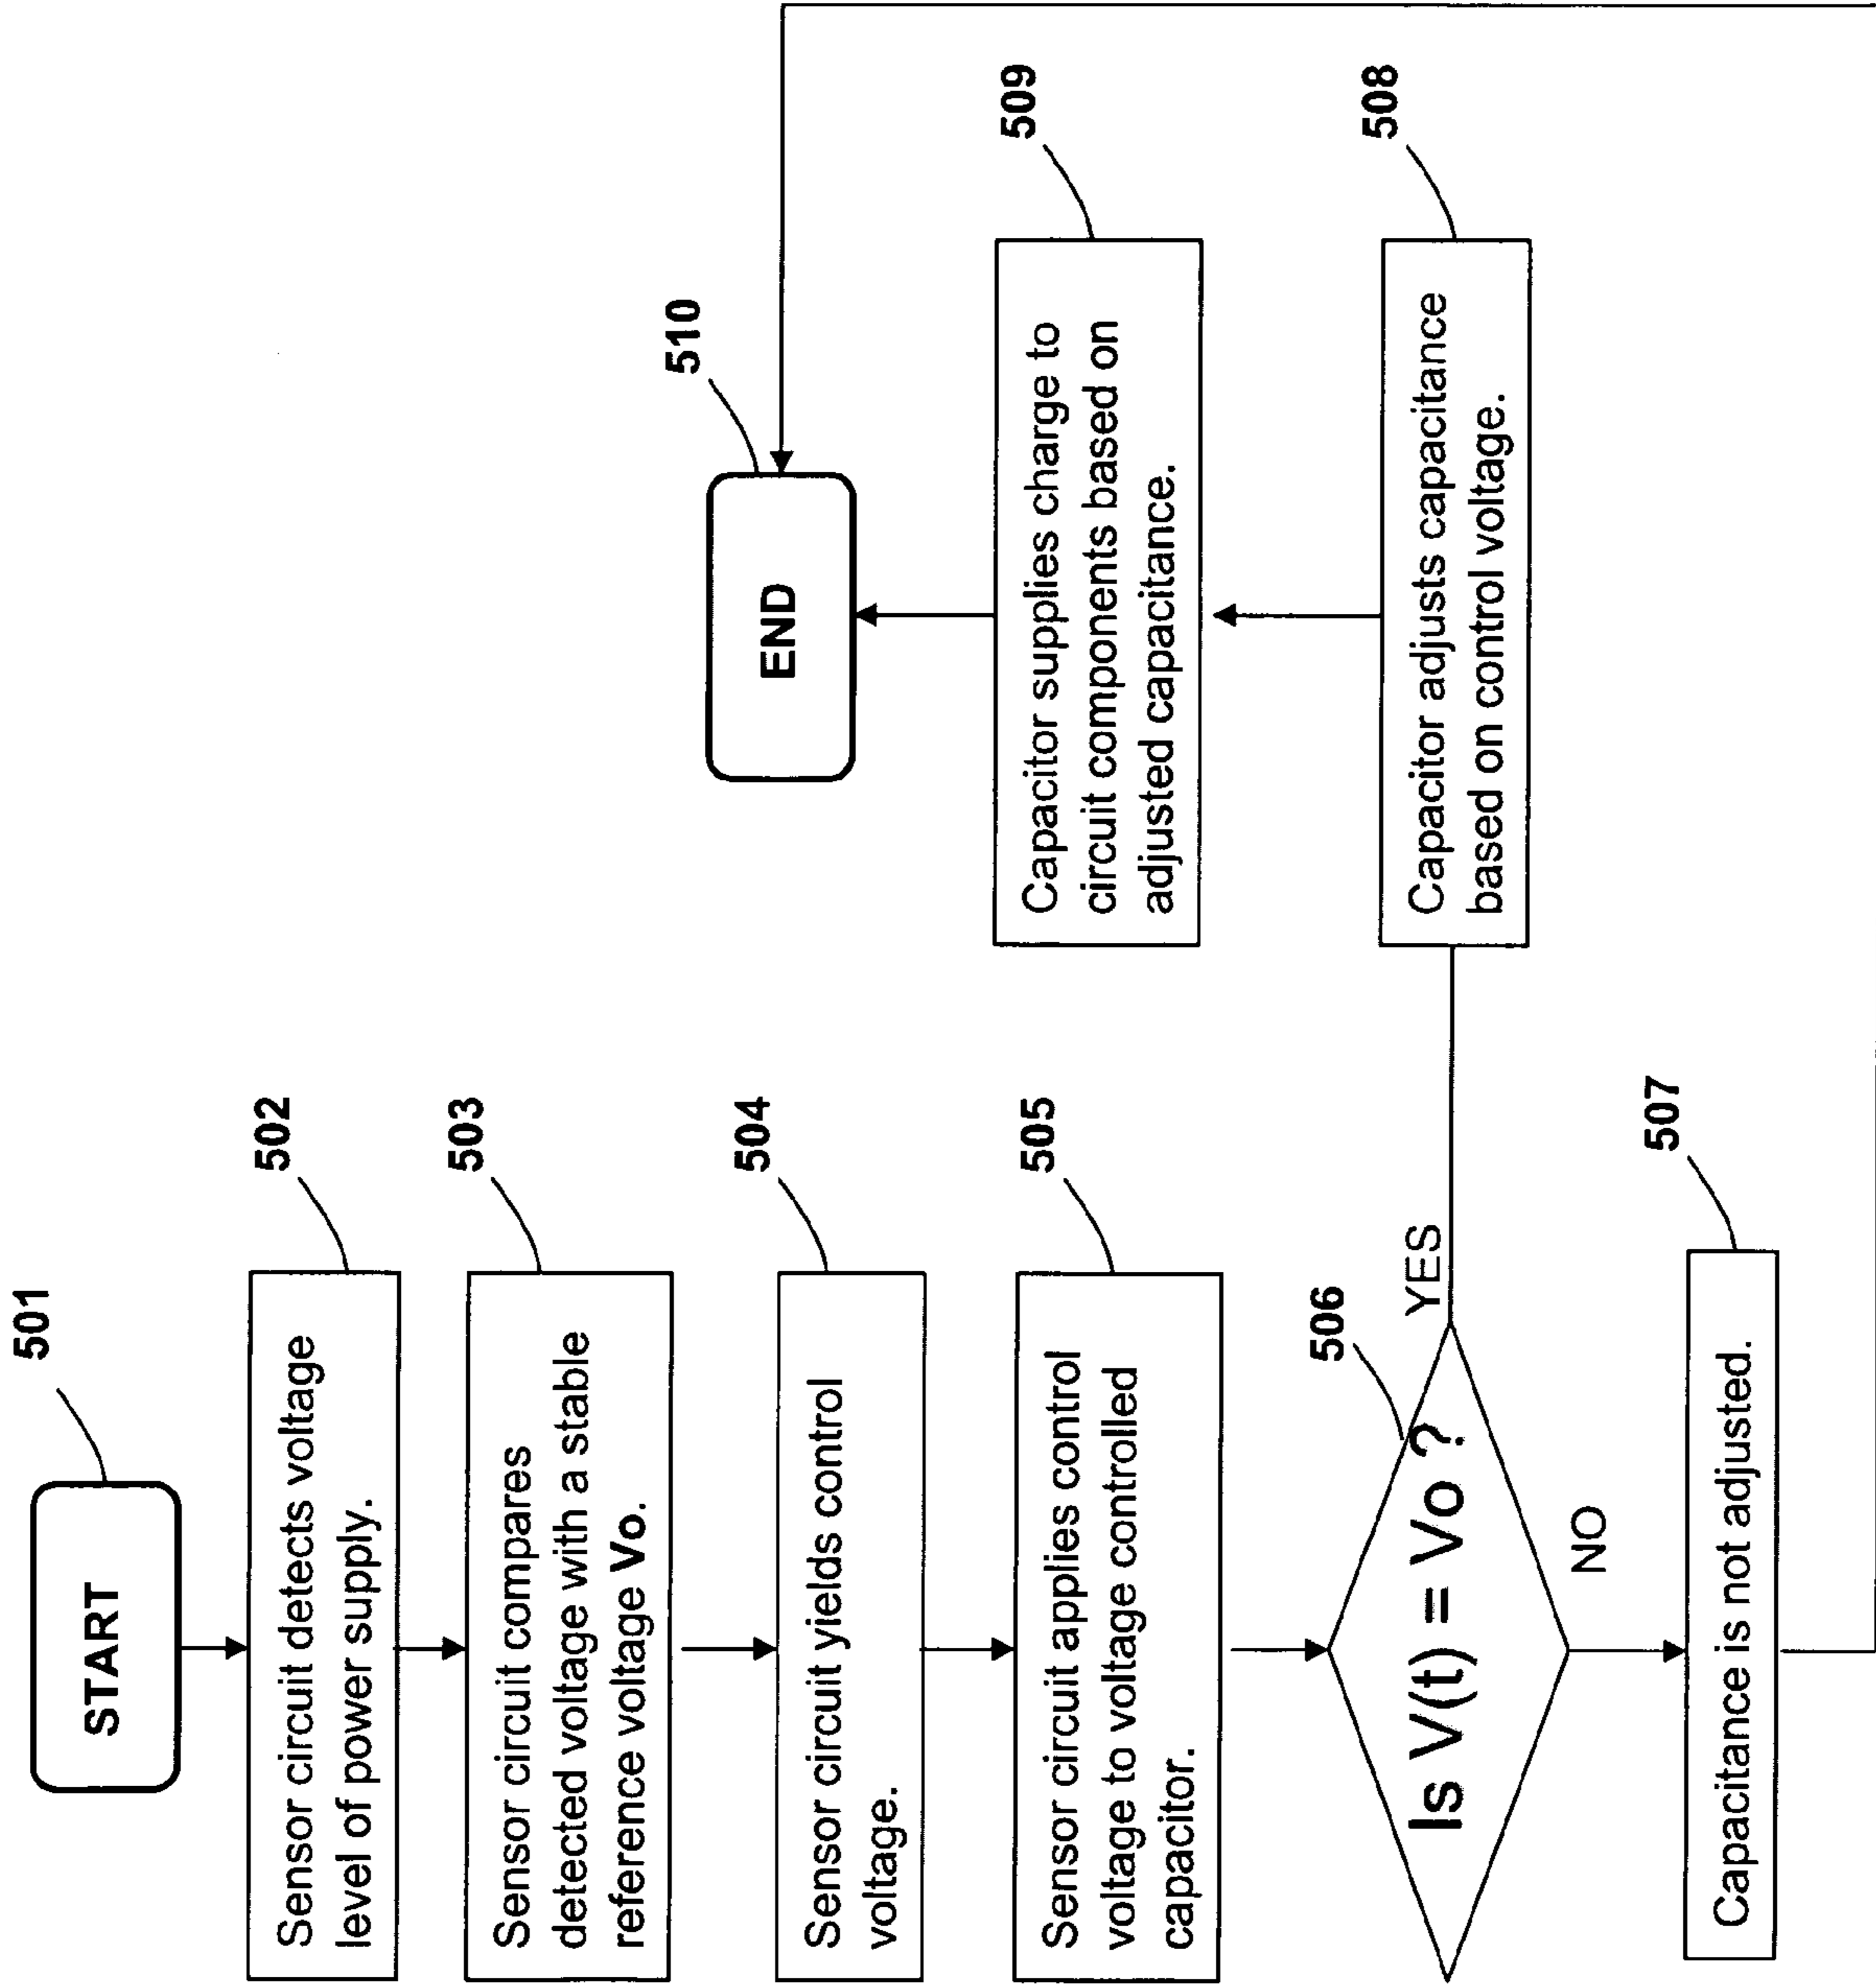 501
START
502
Sensor circuit detects voltage
level of power supply.
503
Sensor circuit compares
detected voltage with a stable
reference voltage Vo.
504
Sensor circuit yields control
voltage.
505
Sensor circuit applies control
voltage to voltage controlled
capacitor.
506
Is V(t) = Vo ?
YES
NO
507
Capacitance is not adjusted.
508
Capacitor adjusts capacitance
based on control voltage.
509
Capacitor supplies charge to
circuit components based on
adjusted capacitance.
510
END